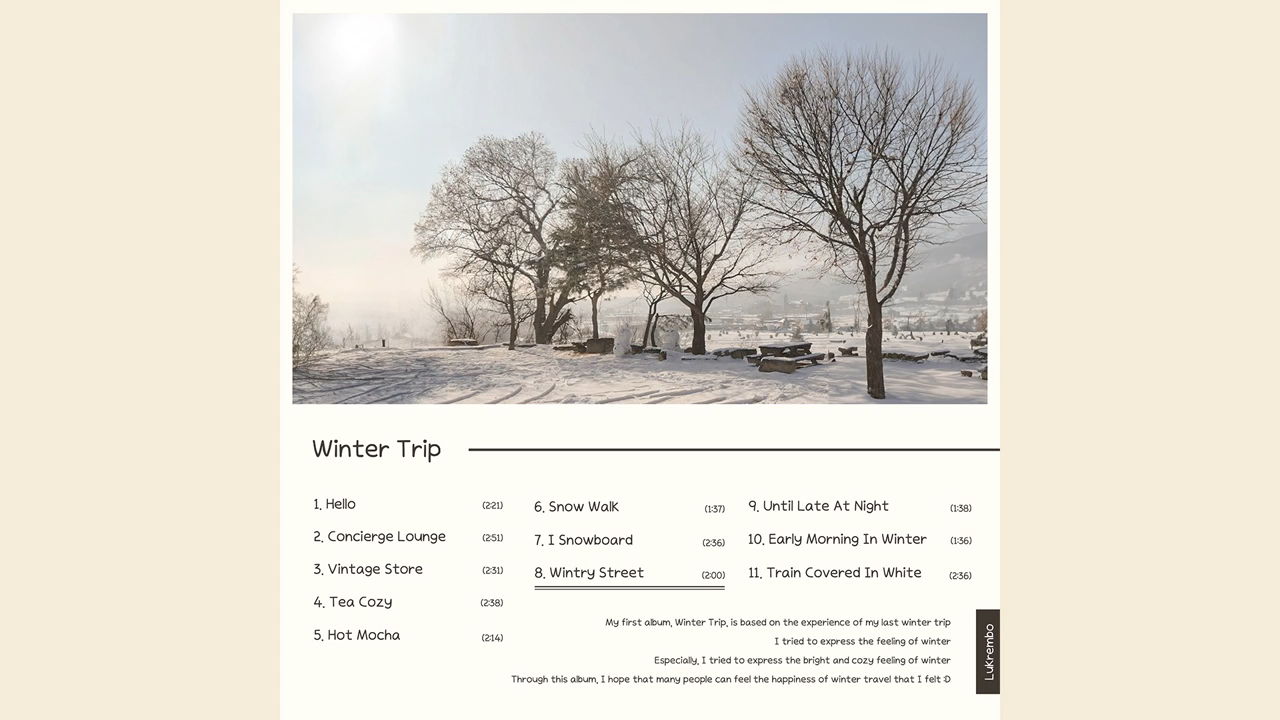 Winter Trip
1. Hello (2:21)
2. Concierge Lounge (2:51)
3. Vintage Store (2:31)
4. Tea Cozy (2:38)
5. Hot Mocha (2:14)
6. Snow Walk (1:37)
7. I Snowboard (2:36)
8. Wintry Street (2:00)
9. Until Late At Night (1:38)
10. Early Morning In Winter (1:36)
11. Train Covered In White (2:36)
My first album, Winter Trip, is based on the experience of my last winter trip
I tried to express the feeling of winter
Especially, I tried to express the bright and cozy feeling of winter
Through this album, I hope that many people can feel the happiness of winter travel that I felt :D
Lukrembo